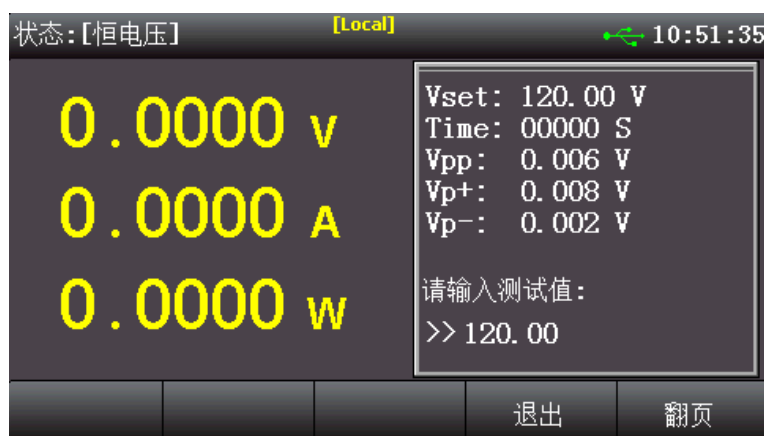 状态:[恒电压] [Local] 10:51:35
0.0000 V
0.0000 A
0.0000 W
Vset: 120.00 V
Time: 00000 S
Vpp: 0.006 V
Vp+: 0.008 V
Vp-: 0.002 V
请输入测试值:
>>120.00
退出 翻页